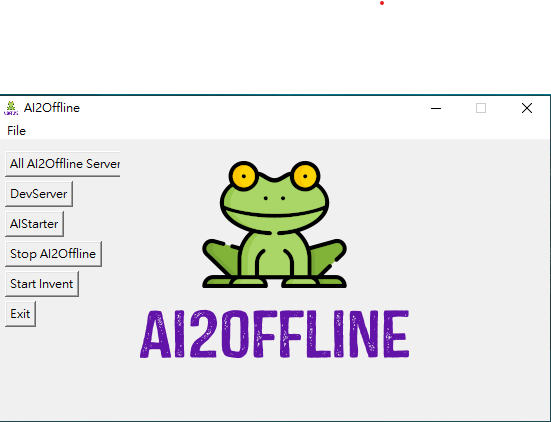 AI2Offline
File
All AI2Offline Server
DevServer
AIStarter
Stop AI2Offline
Start Invent
Exit
AI2OFFLINE